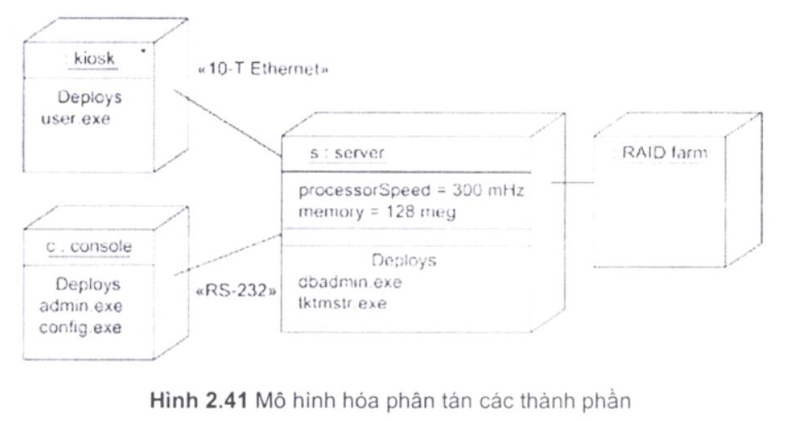 : kiosk
*
Deploys
user.exe
«10-T Ethernet»
s : server
processorSpeed = 300 mHz
memory = 128 meg
Deploys
dbadmin.exe
tktmstr.exe
: RAID farm
c : console
Deploys
admin.exe
config.exe
«RS-232»
Hình 2.41 Mô hình hóa phân tán các thành phần